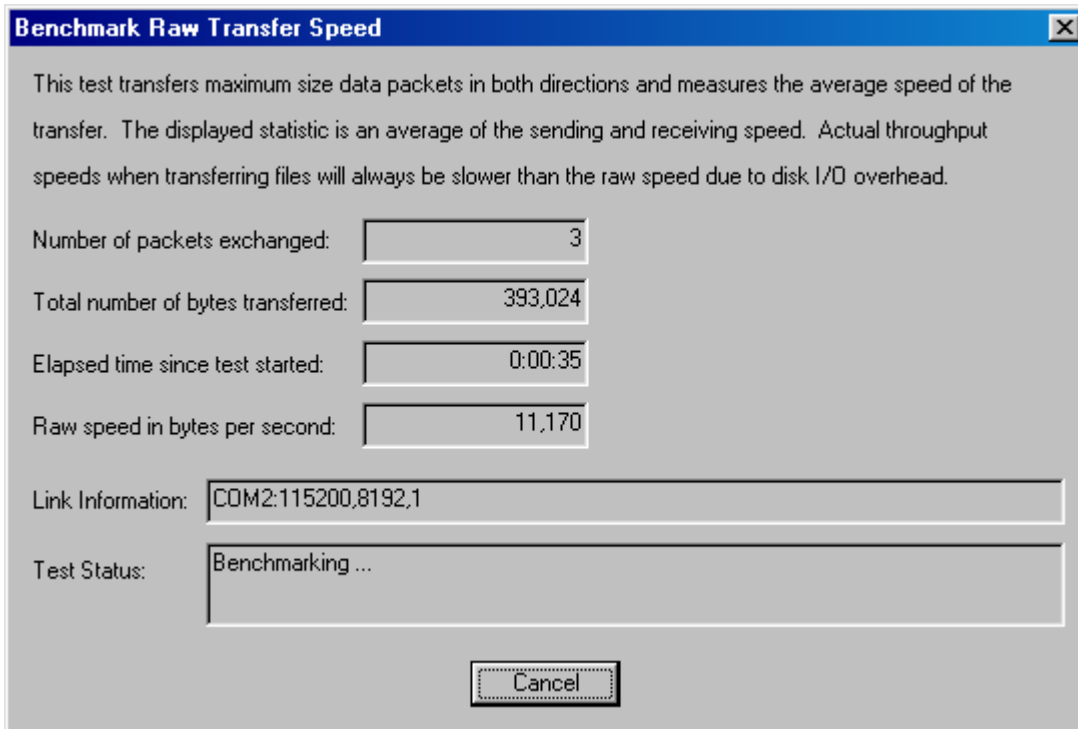 Benchmark Raw Transfer Speed
This test transfers maximum size data packets in both directions and measures the average speed of the
transfer.  The displayed statistic is an average of the sending and receiving speed.  Actual throughput
speeds when transferring files will always be slower than the raw speed due to disk I/O overhead.
Number of packets exchanged: 3
Total number of bytes transferred: 393,024
Elapsed time since test started: 0:00:35
Raw speed in bytes per second: 11,170
Link Information: COM2:115200,8192,1
Test Status: Benchmarking ...
Cancel